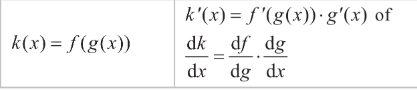 k(x) = f(g(x))
k'(x) = f'(g(x)) · g'(x) of
dk/dx = df/dg · dg/dx